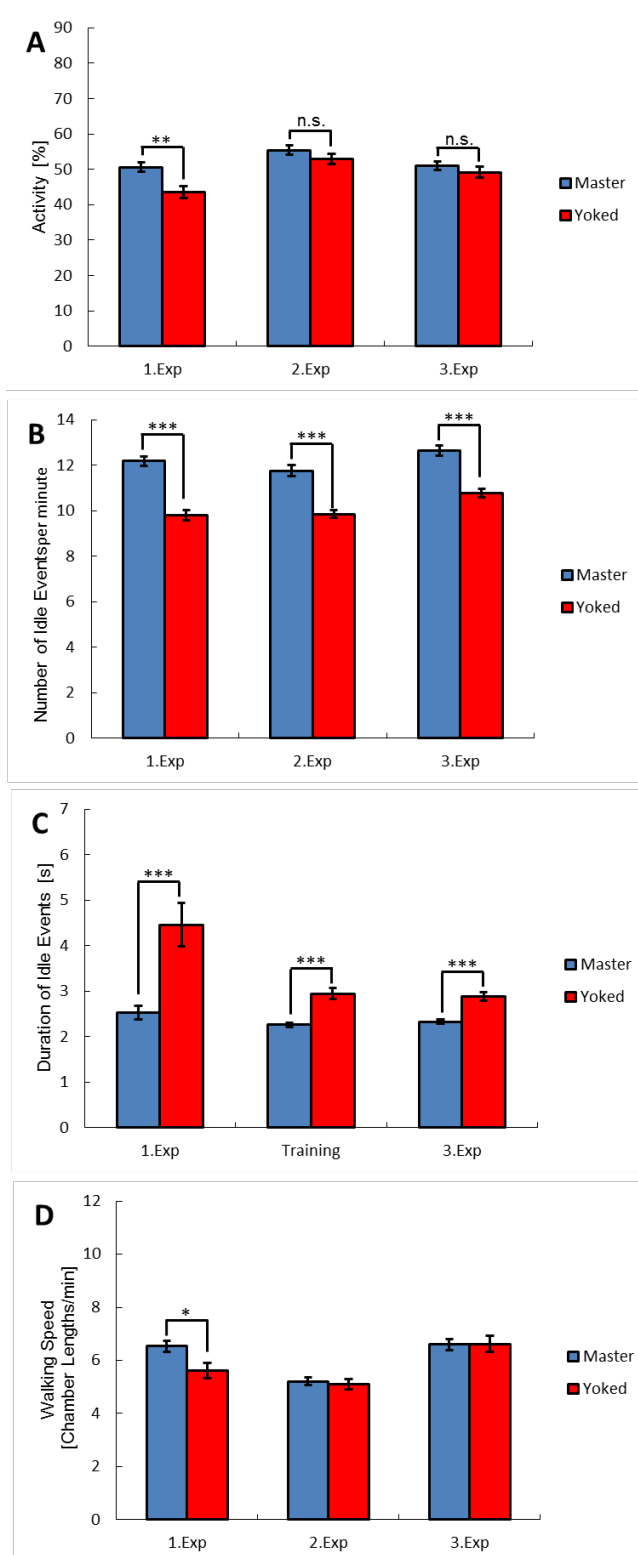 A
Activity [%]
90
80
70
60
50
40
30
20
10
0
**
n.s.
n.s.
1.Exp 2.Exp 3.Exp
Master
Yoked
B
Number of Idle Eventsper minute
14
12
10
8
6
4
2
0
***
***
***
1.Exp 2.Exp 3.Exp
Master
Yoked
C
Duration of Idle Events [s]
7
6
5
4
3
2
1
0
***
***
***
1.Exp Training 3.Exp
Master
Yoked
D
Walking Speed
[Chamber Lengths/min]
12
10
8
6
4
2
0
*
1.Exp 2.Exp 3.Exp
Master
Yoked